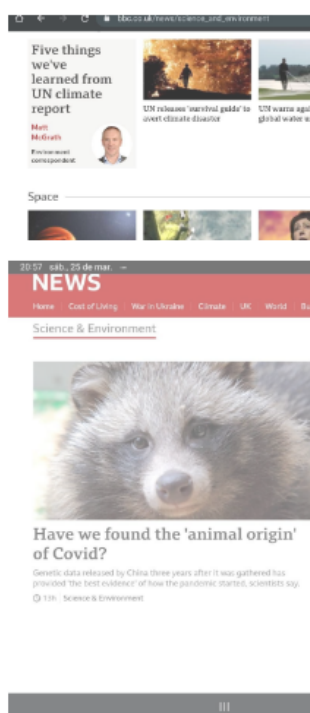 bbc.co.uk/news/science_and_environment
Five things
we've
learned from
UN climate
report
Matt
McGrath
Environment
correspondent
UN releases 'survival guide' to
avert climate disaster
UN warns
global water
Space
20:57 sáb., 25 de mar.
NEWS
Home Cost of Living War in Ukraine Climate UK World
Science & Environment
Have we found the 'animal origin'
of Covid?
Genetic data released by China three years after it was gathered has
provided 'the best evidence' of how the pandemic started, scientists say.
13h Science & Environment